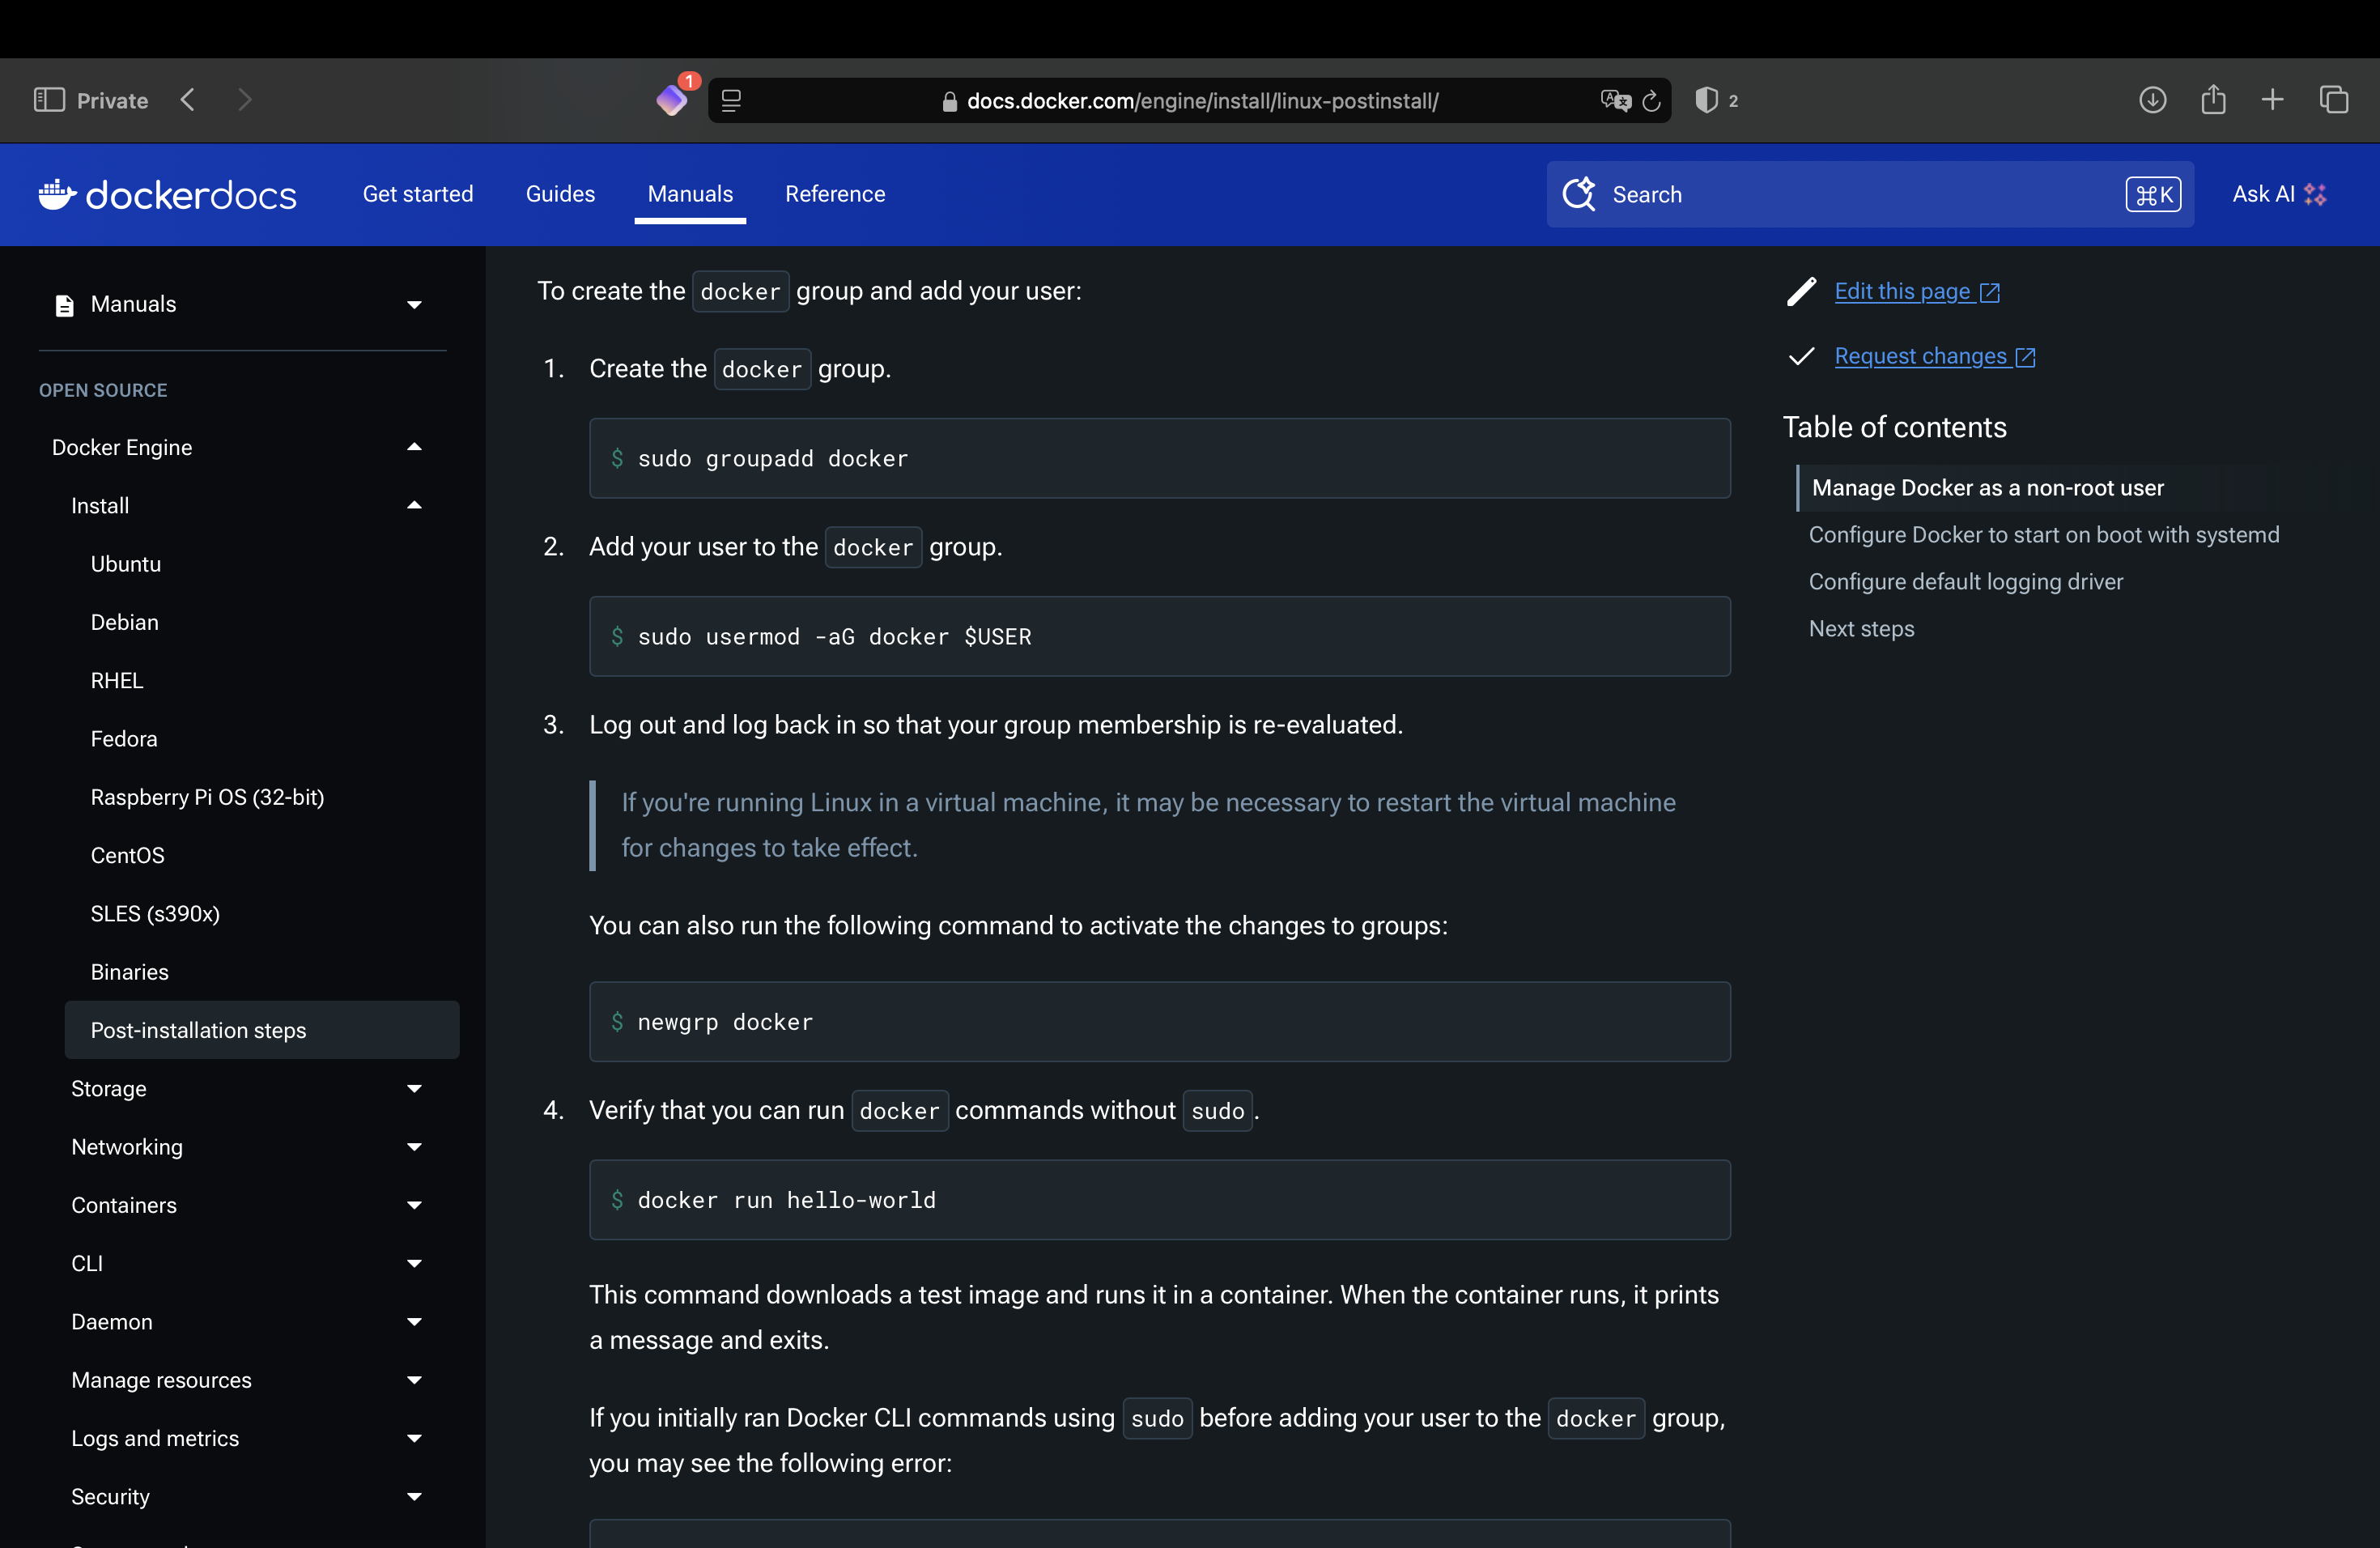 Private
1
docs.docker.com/engine/install/linux-postinstall/
2
dockerdocs
Get started
Guides
Manuals
Reference
Search
⌘K
Ask AI
Manuals
OPEN SOURCE
Docker Engine
Install
Ubuntu
Debian
RHEL
Fedora
Raspberry Pi OS (32-bit)
CentOS
SLES (s390x)
Binaries
Post-installation steps
Storage
Networking
Containers
CLI
Daemon
Manage resources
Logs and metrics
Security
To create the docker group and add your user:
1. Create the docker group.
$ sudo groupadd docker
2. Add your user to the docker group.
$ sudo usermod -aG docker $USER
3. Log out and log back in so that your group membership is re-evaluated.
If you're running Linux in a virtual machine, it may be necessary to restart the virtual machine
for changes to take effect.
You can also run the following command to activate the changes to groups:
$ newgrp docker
4. Verify that you can run docker commands without sudo.
$ docker run hello-world
This command downloads a test image and runs it in a container. When the container runs, it prints
a message and exits.
If you initially ran Docker CLI commands using sudo before adding your user to the docker group,
you may see the following error:
Edit this page
Request changes
Table of contents
Manage Docker as a non-root user
Configure Docker to start on boot with systemd
Configure default logging driver
Next steps